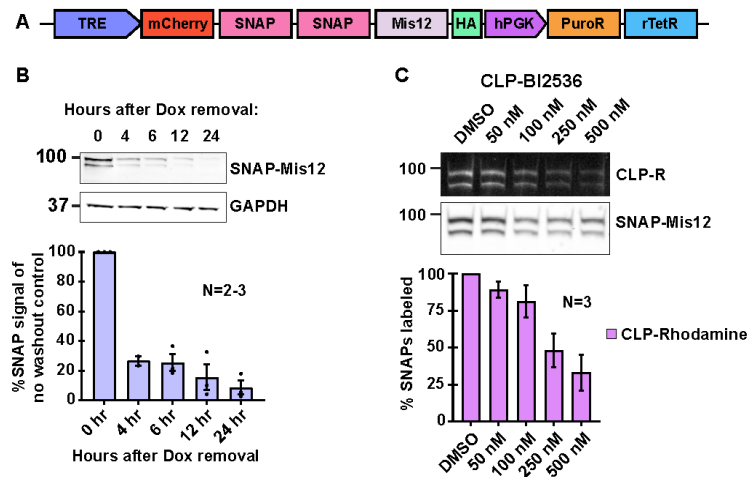 A
TRE mCherry SNAP SNAP Mis12 HA hPGK PuroR rTetR
B
Hours after Dox removal:
0 4 6 12 24
100
SNAP-Mis12
37
GAPDH
%SNAP signal of
no washout control
100
80
60
40
20
0
N=2-3
0 hr 4 hr 6 hr 12 hr 24 hr
Hours after Dox removal
C
CLP-BI2536
DMSO 50 nM 100 nM 250 nM 500 nM
100
CLP-R
100
SNAP-Mis12
% SNAPs labeled
100
75
50
25
0
N=3
CLP-Rhodamine
DMSO 50 nM 100 nM 250 nM 500 nM